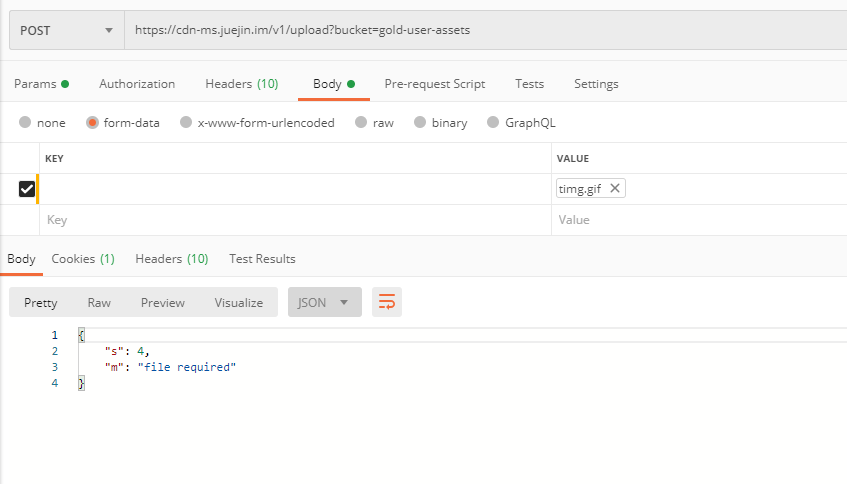 POST https://cdn-ms.juejin.im/v1/upload?bucket=gold-user-assets
Params Authorization Headers (10) Body Pre-request Script Tests Settings
none form-data x-www-form-urlencoded raw binary GraphQL
KEY VALUE
timg.gif
Key Value
Body Cookies (1) Headers (10) Test Results
Pretty Raw Preview Visualize JSON
1 {
2 "s": 4,
3 "m": "file required"
4 }